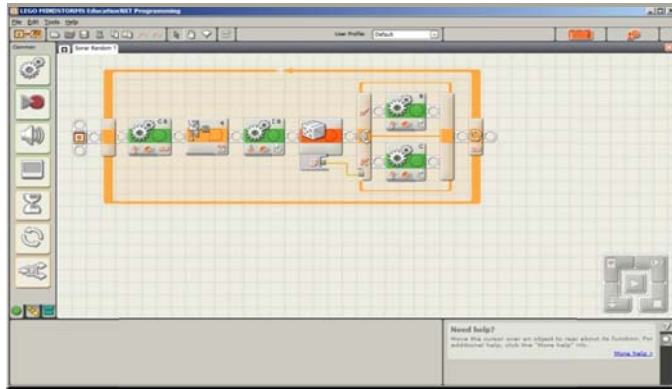 LEGO MINDSTORMS Education NXT Programming
File Edit Tools Help
User Profile: Default
Common
Sonar Random 1
C B
4
C B
B
C
Need help?
Move the cursor over an object to read about its function. For
additional help, click the "More help" link.
More help »